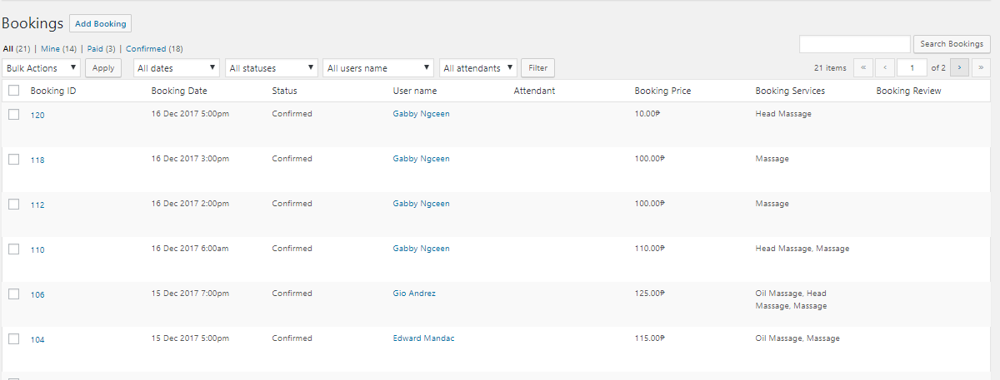 Bookings Add Booking
All (21) | Mine (14) | Paid (3) | Confirmed (18)
Search Bookings
Bulk Actions Apply All dates All statuses All users name All attendants Filter 21 items « ‹ 1 of 2 › »
Booking ID Booking Date Status User name Attendant Booking Price Booking Services Booking Review
120 16 Dec 2017 5:00pm Confirmed Gabby Ngceen 10.00₱ Head Massage
118 16 Dec 2017 3:00pm Confirmed Gabby Ngceen 100.00₱ Massage
112 16 Dec 2017 2:00pm Confirmed Gabby Ngceen 100.00₱ Massage
110 16 Dec 2017 6:00am Confirmed Gabby Ngceen 110.00₱ Head Massage, Massage
106 15 Dec 2017 7:00pm Confirmed Gio Andrez 125.00₱ Oil Massage, Head
Massage, Massage
104 15 Dec 2017 5:00pm Confirmed Edward Mandac 115.00₱ Oil Massage, Massage